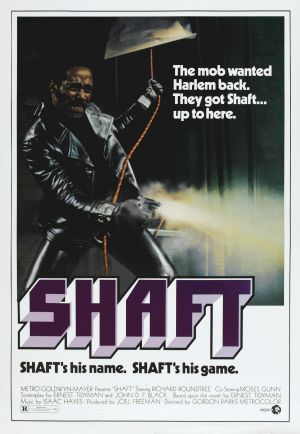 The mob wanted
Harlem back.
They got Shaft...
up to here.
SHAFT
SHAFT's his name. SHAFT's his game.
METRO-GOLDWYN-MAYER Presents "SHAFT" Starring RICHARD ROUNDTREE Co-Starring MOSES GUNN
Screenplay by ERNEST TIDYMAN and JOHN D. F. BLACK Based upon the novel by ERNEST TIDYMAN
Music by ISAAC HAYES Produced by JOEL FREEMAN Directed by GORDON PARKS METROCOLOR
R
MGM